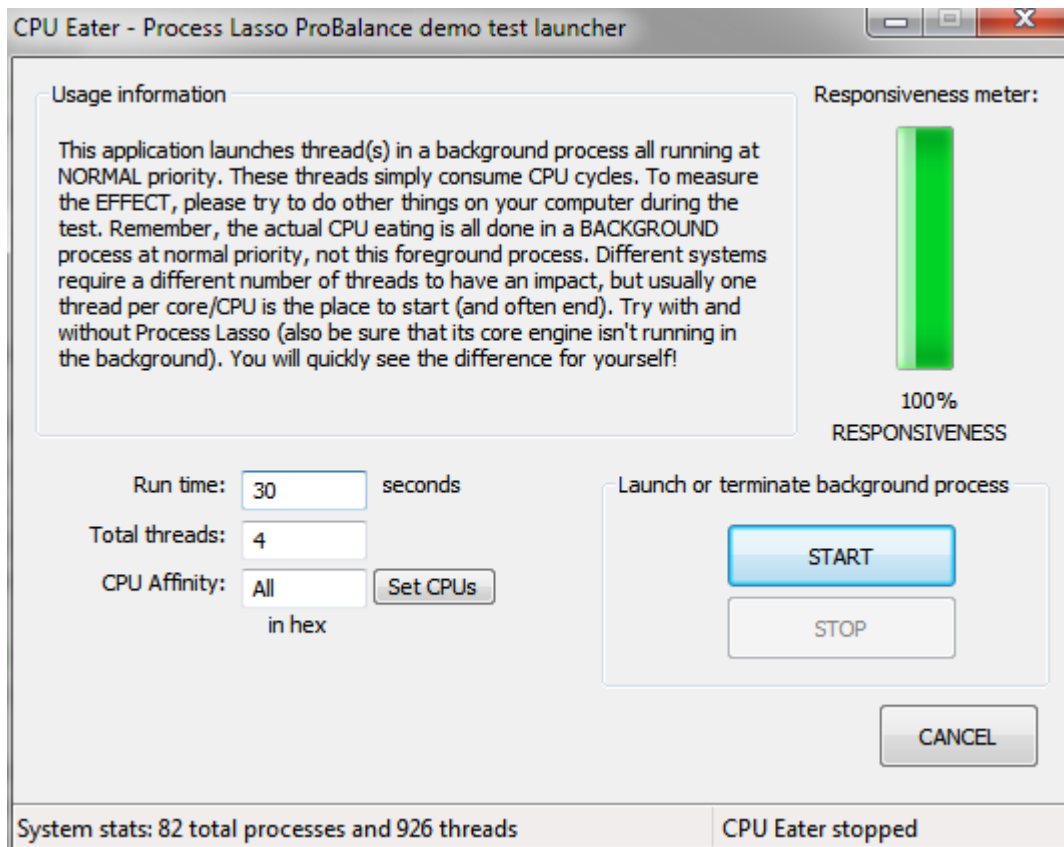 CPU Eater - Process Lasso ProBalance demo test launcher
Usage information
This application launches thread(s) in a background process all running at
NORMAL priority. These threads simply consume CPU cycles. To measure
the EFFECT, please try to do other things on your computer during the
test. Remember, the actual CPU eating is all done in a BACKGROUND
process at normal priority, not this foreground process. Different systems
require a different number of threads to have an impact, but usually one
thread per core/CPU is the place to start (and often end). Try with and
without Process Lasso (also be sure that its core engine isn't running in
the background). You will quickly see the difference for yourself!
Responsiveness meter:
100%
RESPONSIVENESS
Run time: 30 seconds
Total threads: 4
CPU Affinity: All Set CPUs
in hex
Launch or terminate background process
START
STOP
CANCEL
System stats: 82 total processes and 926 threads
CPU Eater stopped